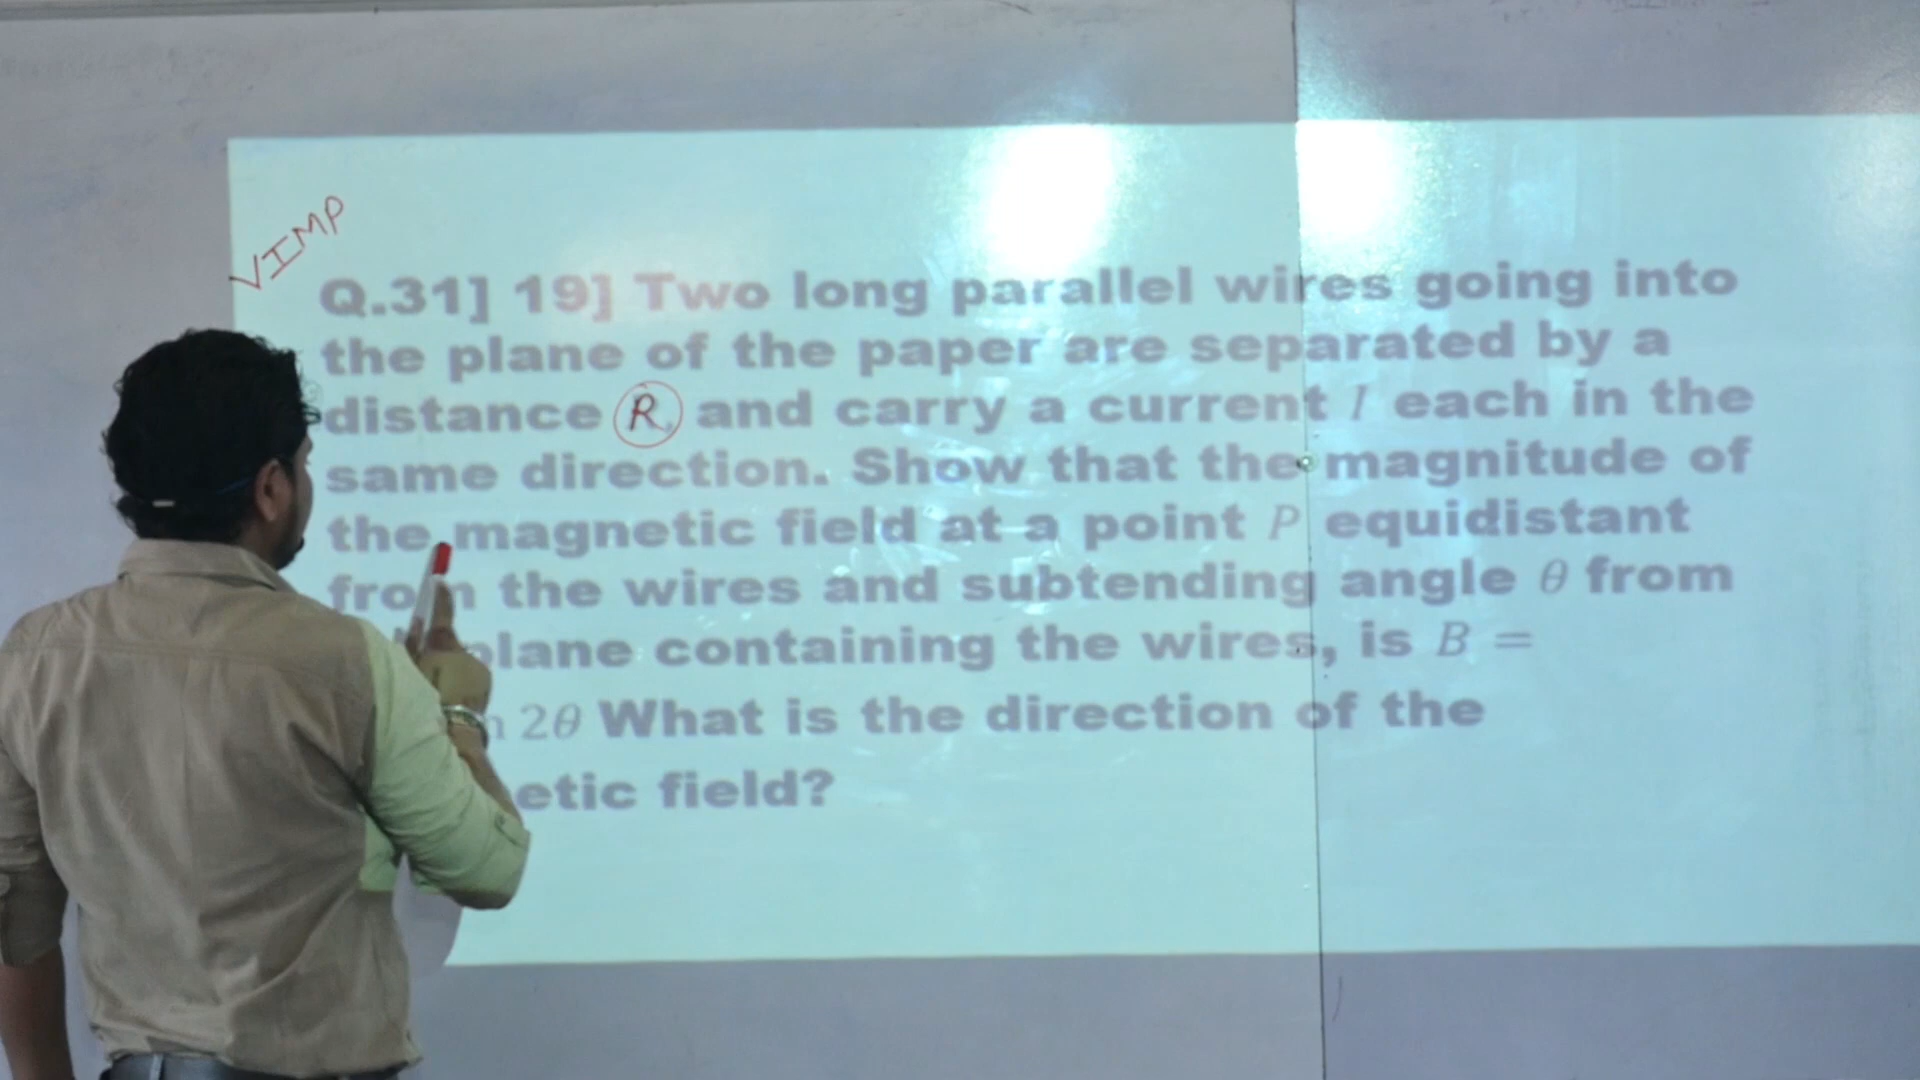 VIMP
Q.31] 19] Two long parallel wires going into
the plane of the paper are separated by a
distance R and carry a current I each in the
same direction. Show that the magnitude of
the magnetic field at a point P equidistant
from the wires and subtending angle θ from
plane containing the wires, is B =
2θ What is the direction of the
field?